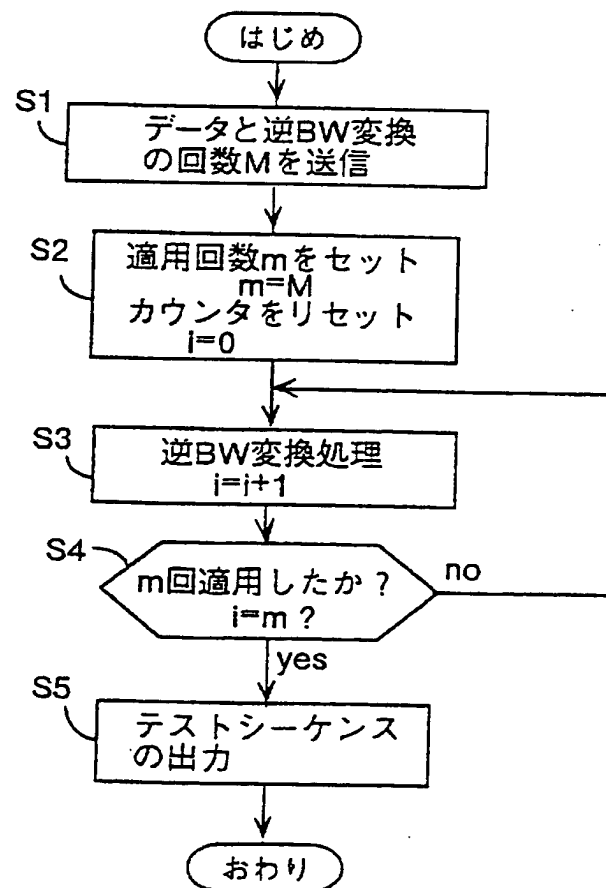 はじめ
S1
データと逆BW変換
の回数Mを送信
S2
適用回数mをセット
m=M
カウンタをリセット
i=0
S3
逆BW変換処理
i=i+1
S4
m回適用したか?
i=m?
no
yes
S5
テストシーケンス
の出力
おわり